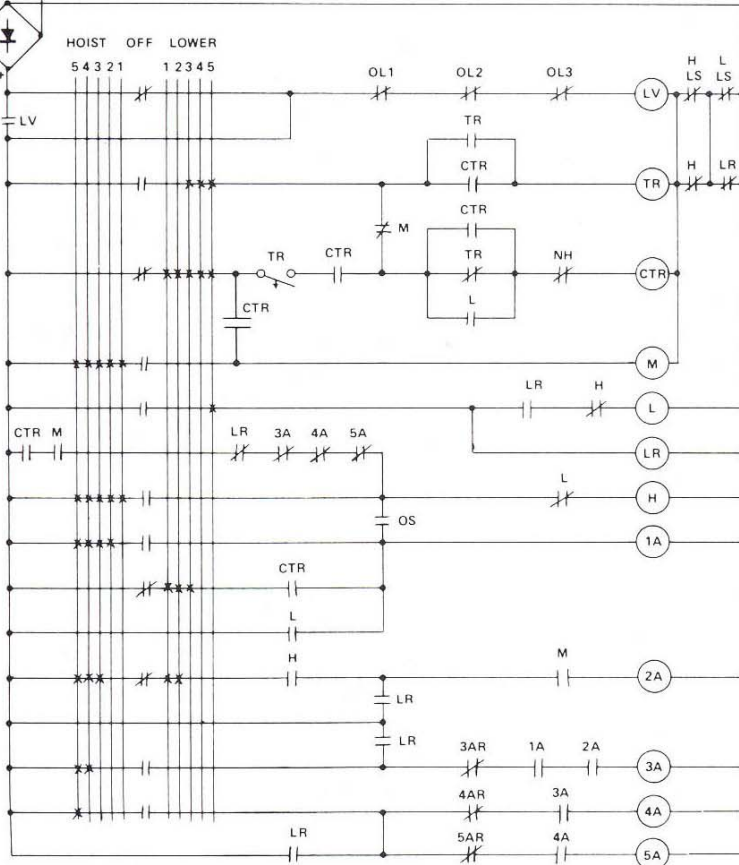 HOIST OFF LOWER
5 4 3 2 1 1 2 3 4 5
OL1 OL2 OL3 LV H LS L LS
LV
TR
CTR TR H LR
CTR
M
TR CTR TR NH CTR
CTR L
M
LR H L
CTR M LR 3A 4A 5A LR
L H
OS
1A
CTR
L
H M 2A
LR
LR
3AR 1A 2A 3A
4AR 3A 4A
LR 5AR 4A 5A